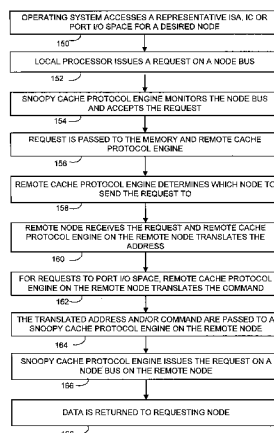 OPERATING SYSTEM ACCESSES A REPRESENTATIVE ISA, IC OR
PORT I/O SPACE FOR A DESIRED NODE
150
LOCAL PROCESSOR ISSUES A REQUEST ON A NODE BUS
152
SNOOPY CACHE PROTOCOL ENGINE MONITORS THE NODE BUS
AND ACCEPTS THE REQUEST
154
REQUEST IS PASSED TO THE MEMORY AND REMOTE CACHE
PROTOCOL ENGINE
156
REMOTE CACHE PROTOCOL ENGINE DETERMINES WHICH NODE TO
SEND THE REQUEST TO
158
REMOTE NODE RECEIVES THE REQUEST AND REMOTE CACHE
PROTOCOL ENGINE ON THE REMOTE NODE TRANSLATES THE
ADDRESS
160
FOR REQUESTS TO PORT I/O SPACE, REMOTE CACHE PROTOCOL
ENGINE ON THE REMOTE NODE TRANSLATES THE COMMAND
162
THE TRANSLATED ADDRESS AND/OR COMMAND ARE PASSED TO A
SNOOPY CACHE PROTOCOL ENGINE ON THE REMOTE NODE
164
SNOOPY CACHE PROTOCOL ENGINE ISSUES THE REQUEST ON A
NODE BUS ON THE REMOTE NODE
166
DATA IS RETURNED TO REQUESTING NODE